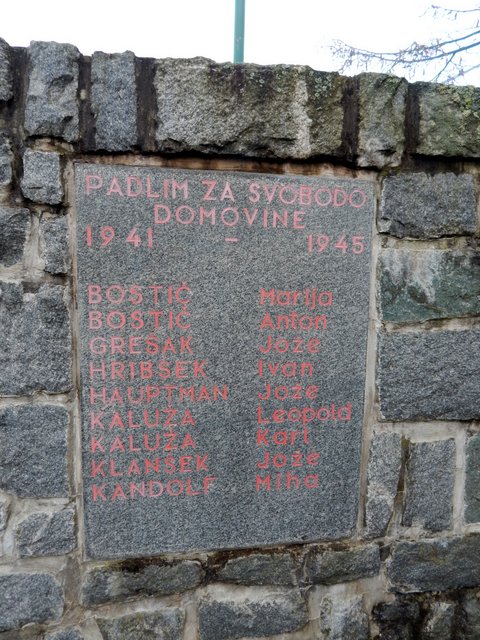 PADLIM ZA SVOBODO
DOMOVINE
1941 – 1945
BOSTIČ Marija
BOSTIČ Anton
GREŠAK Jože
HRIBŠEK Ivan
HAUPTMAN Jože
KALUŽA Leopold
KALUŽA Karl
KLANŠEK Jože
KANDOLF Miha